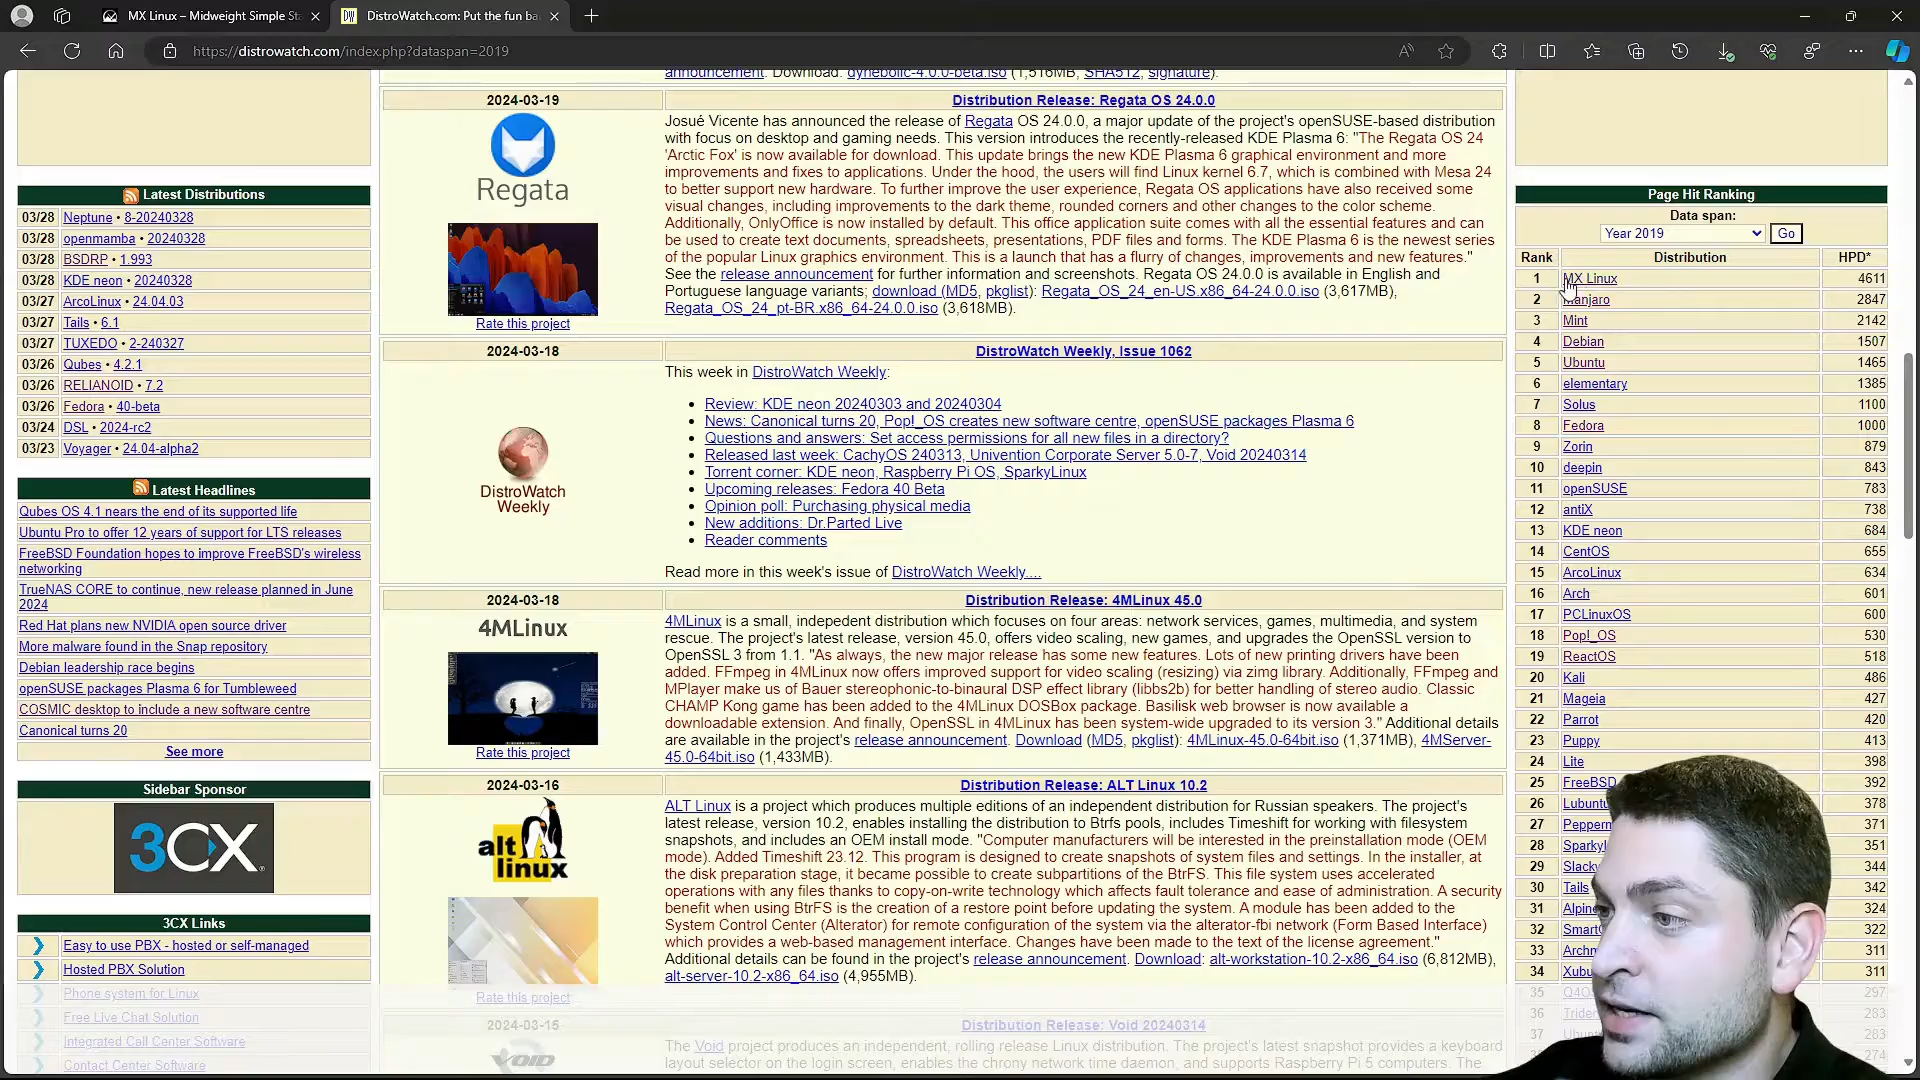 MX Linux – Midweight Simple Sta
DistroWatch.com: Put the fun ba
https://distrowatch.com/index.php?dataspan=2019
Latest Distributions
03/28 Neptune • 8-20240328
03/28 openmamba • 20240328
03/28 BSDRP • 1.993
03/28 KDE neon • 20240328
03/27 ArcoLinux • 24.04.03
03/27 Tails • 6.1
03/27 TUXEDO • 2-240327
03/26 Qubes • 4.2.1
03/26 RELIANOID • 7.2
03/26 Fedora • 40-beta
03/24 DSL • 2024-rc2
03/23 Voyager • 24.04-alpha2
Latest Headlines
Qubes OS 4.1 nears the end of its supported life
Ubuntu Pro to offer 12 years of support for LTS releases
FreeBSD Foundation hopes to improve FreeBSD's wireless
networking
TrueNAS CORE to continue, new release planned in June
2024
Red Hat plans new NVIDIA open source driver
More malware found in the Snap repository
Debian leadership race begins
openSUSE packages Plasma 6 for Tumbleweed
COSMIC desktop to include a new software centre
Canonical turns 20
See more
Sidebar Sponsor
3CX
3CX Links
Easy to use PBX - hosted or self-managed
Hosted PBX Solution
Phone system for Linux
Free Live Chat Solution
Integrated Call Center Software
Contact Center Software
announcement. Download: dynebolic-4.0.0-beta.iso (1,516MB, SHA512, signature).
2024-03-19 Distribution Release: Regata OS 24.0.0
Regata
Rate this project
Josué Vicente has announced the release of Regata OS 24.0.0, a major update of the project's openSUSE-based distribution
with focus on desktop and gaming needs. This version introduces the recently-released KDE Plasma 6: "The Regata OS 24
'Arctic Fox' is now available for download. This update brings the new KDE Plasma 6 graphical environment and more
improvements and fixes to applications. Under the hood, the users will find Linux kernel 6.7, which is combined with Mesa 24
to better support new hardware. To further improve the user experience, Regata OS applications have also received some
visual changes, including improvements to the dark theme, rounded corners and other changes to the color scheme.
Additionally, OnlyOffice is now installed by default. This office application suite comes with all the essential features and can
be used to create text documents, spreadsheets, presentations, PDF files and forms. The KDE Plasma 6 is the newest series
of the popular Linux graphics environment. This is a launch that has a flurry of changes, improvements and new features."
See the release announcement for further information and screenshots. Regata OS 24.0.0 is available in English and
Portuguese language variants; download (MD5, pkglist): Regata_OS_24_en-US.x86_64-24.0.0.iso (3,617MB),
Regata_OS_24_pt-BR.x86_64-24.0.0.iso (3,618MB).
2024-03-18 DistroWatch Weekly, Issue 1062
DistroWatch
Weekly
This week in DistroWatch Weekly:
• Review: KDE neon 20240303 and 20240304
• News: Canonical turns 20, Pop!_OS creates new software centre, openSUSE packages Plasma 6
• Questions and answers: Set access permissions for all new files in a directory?
• Released last week: CachyOS 240313, Univention Corporate Server 5.0-7, Void 20240314
• Torrent corner: KDE neon, Raspberry Pi OS, SparkyLinux
• Upcoming releases: Fedora 40 Beta
• Opinion poll: Purchasing physical media
• New additions: Dr.Parted Live
• Reader comments
Read more in this week's issue of DistroWatch Weekly....
2024-03-18 Distribution Release: 4MLinux 45.0
4MLinux
Rate this project
4MLinux is a small, indepedent distribution which focuses on four areas: network services, games, multimedia, and system
rescue. The project's latest release, version 45.0, offers video scaling, new games, and upgrades the OpenSSL version to
OpenSSL 3 from 1.1. "As always, the new major release has some new features. Lots of new printing drivers have been
added. FFmpeg in 4MLinux now offers improved support for video scaling (resizing) via zimg library. Additionally, FFmpeg and
MPlayer make us of Bauer stereophonic-to-binaural DSP effect library (libbs2b) for better handling of stereo audio. Classic
CHAMP Kong game has been added to the 4MLinux DOSBox package. Basilisk web browser is now available a
downloadable extension. And finally, OpenSSL in 4MLinux has been system-wide upgraded to its version 3." Additional details
are available in the project's release announcement. Download (MD5, pkglist): 4MLinux-45.0-64bit.iso (1,371MB), 4MServer-
45.0-64bit.iso (1,433MB).
2024-03-16 Distribution Release: ALT Linux 10.2
alt
linux
Rate this project
ALT Linux is a project which produces multiple editions of an independent distribution for Russian speakers. The project's
latest release, version 10.2, enables installing the distribution to Btrfs pools, includes Timeshift for working with filesystem
snapshots, and includes an OEM install mode. "Computer manufacturers will be interested in the preinstallation mode (OEM
mode). Added Timeshift 23.12. This program is designed to create snapshots of system files and settings. In the installer, at
the disk preparation stage, it became possible to create subpartitions of the BtrFS. This file system uses accelerated
operations with any files thanks to copy-on-write technology which affects fault tolerance and ease of administration. A security
benefit when using BtrFS is the creation of a restore point before updating the system. A module has been added to the
System Control Center (Alterator) for remote configuration of the system via the alterator-fbi network (Form Based Interface)
which provides a web-based management interface. Changes have been made to the text of the license agreement."
Additional details can be found in the project's release announcement. Download: alt-workstation-10.2-x86_64.iso (6,812MB),
alt-server-10.2-x86_64.iso (4,955MB).
2024-03-15 Distribution Release: Void 20240314
VOID
The Void project produces an independent, rolling release Linux distribution. The project's latest snapshot provides a keyboard
layout selector on the login screen, enables the chrony network time daemon, and supports Raspberry Pi 5 computers. The
Page Hit Ranking
Data span:
Year 2019 Go
Rank Distribution HPD*
1 MX Linux 4611
2 Manjaro 2847
3 Mint 2142
4 Debian 1507
5 Ubuntu 1465
6 elementary 1385
7 Solus 1100
8 Fedora 1000
9 Zorin 879
10 deepin 843
11 openSUSE 783
12 antiX 738
13 KDE neon 684
14 CentOS 655
15 ArcoLinux 634
16 Arch 601
17 PCLinuxOS 600
18 Pop!_OS 530
19 ReactOS 518
20 Kali 486
21 Mageia 427
22 Parrot 420
23 Puppy 413
24 Lite 398
25 FreeBSD 392
26 Lubuntu 378
27 Pepperm 371
28 Sparkyl 351
29 Slacky 344
30 Tails 342
31 Alpine 324
32 Smart 322
33 Archm 311
34 Xubu 311
35 Q4O 297
36 Triden 283
37 Ubunt 283
274